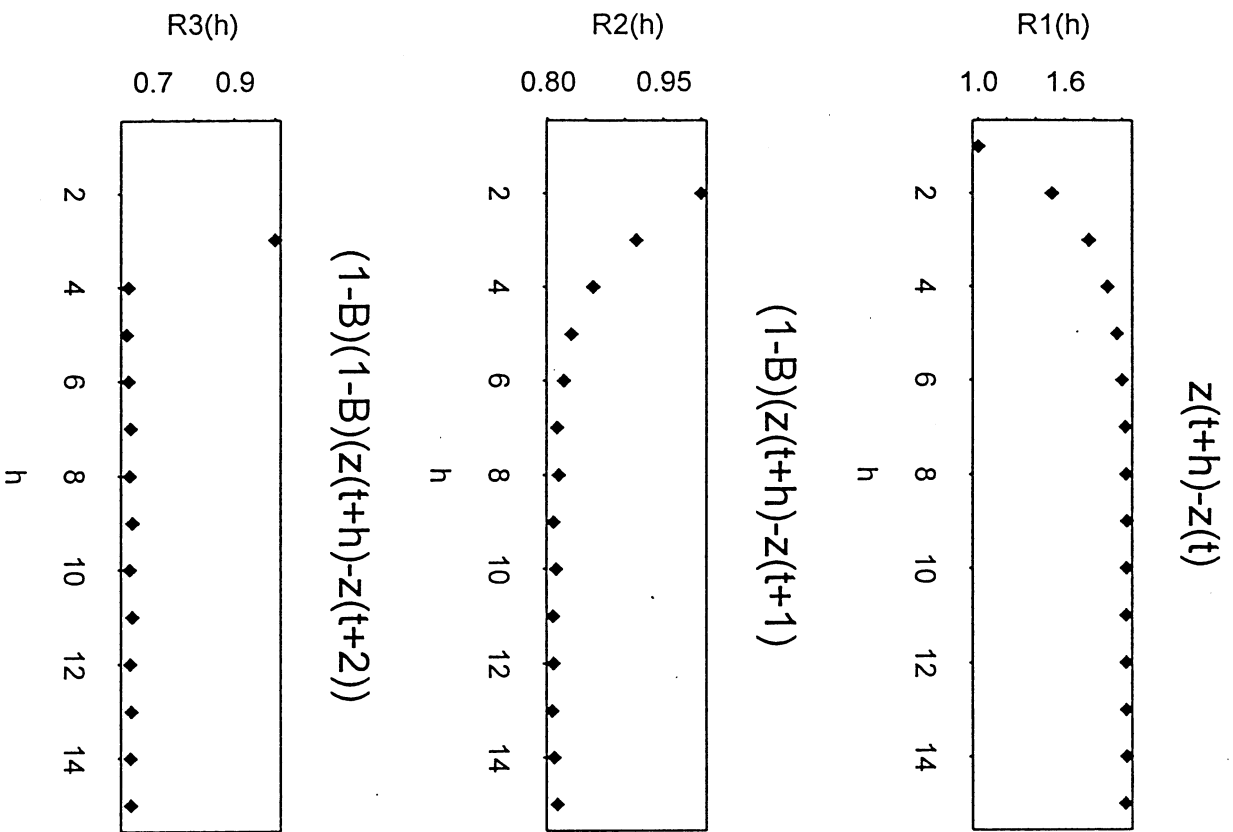 z(t+h)-z(t)
R1(h)
1.0 1.6
2 4 6 8 10 12 14
h
(1-B)(z(t+h)-z(t+1)
R2(h)
0.80 0.95
2 4 6 8 10 12 14
h
(1-B)(1-B)(z(t+h)-z(t+2))
R3(h)
0.7 0.9
2 4 6 8 10 12 14
h